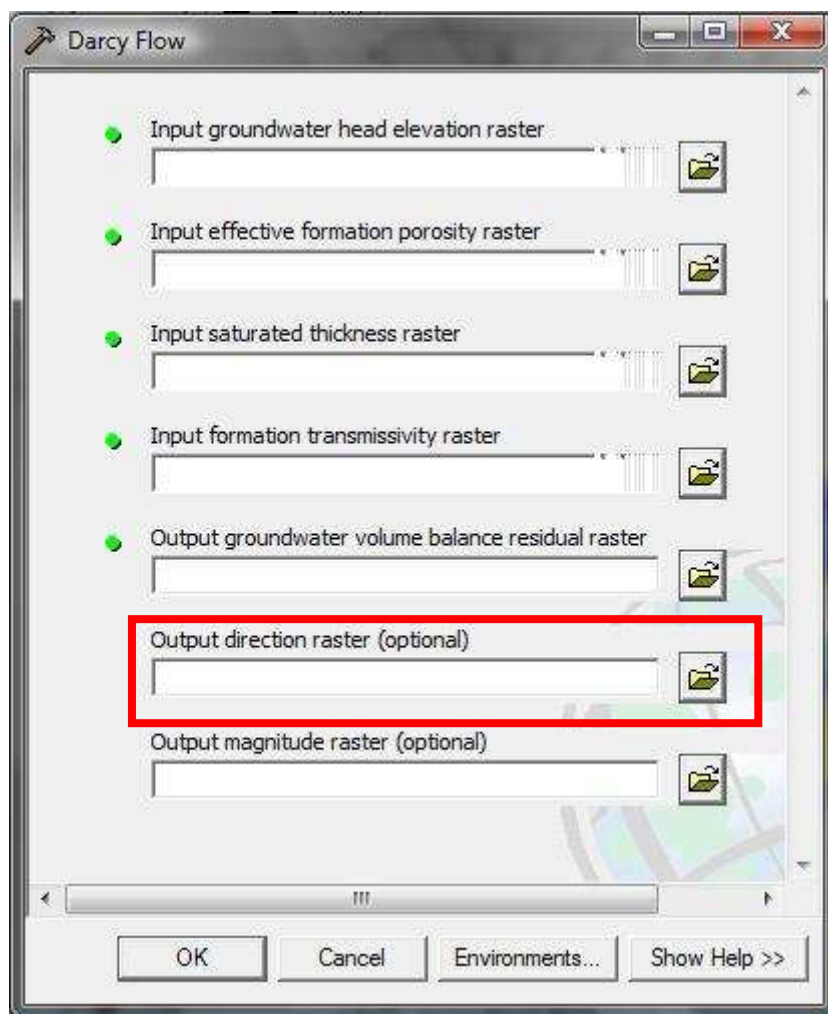 Darcy Flow
Input groundwater head elevation raster
Input effective formation porosity raster
Input saturated thickness raster
Input formation transmissivity raster
Output groundwater volume balance residual raster
Output direction raster (optional)
Output magnitude raster (optional)
OK Cancel Environments... Show Help >>